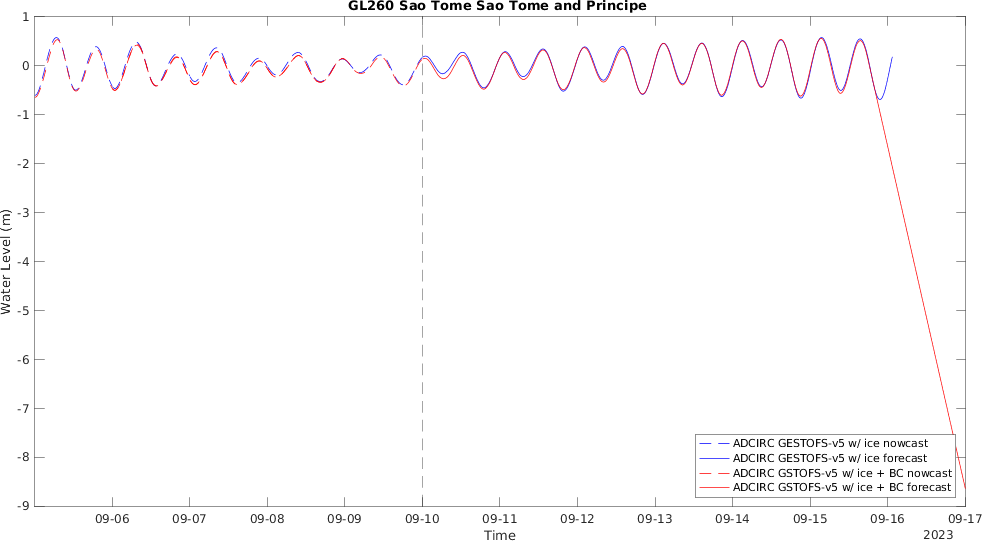 GL260 Sao Tome Sao Tome and Principe
Water Level (m)
1
0
-1
-2
-3
-4
-5
-6
-7
-8
-9
ADCIRC GESTOFS-v5 w/ ice nowcast
ADCIRC GESTOFS-v5 w/ ice forecast
ADCIRC GSTOFS-v5 w/ ice + BC nowcast
ADCIRC GSTOFS-v5 w/ ice + BC forecast
09-06 09-07 09-08 09-09 09-10 09-11 09-12 09-13 09-14 09-15 09-16 09-17
Time
2023